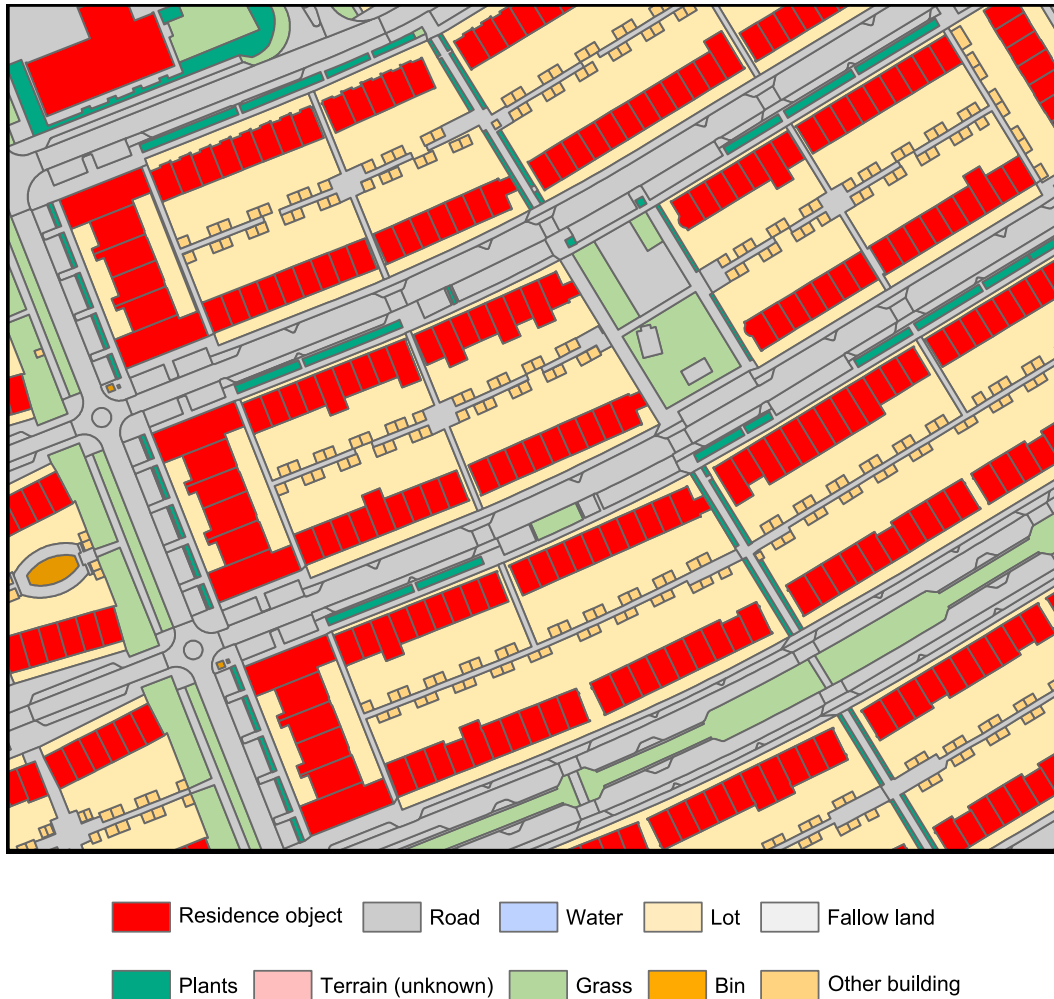 Residence object Road Water Lot Fallow land
Plants Terrain (unknown) Grass Bin Other building